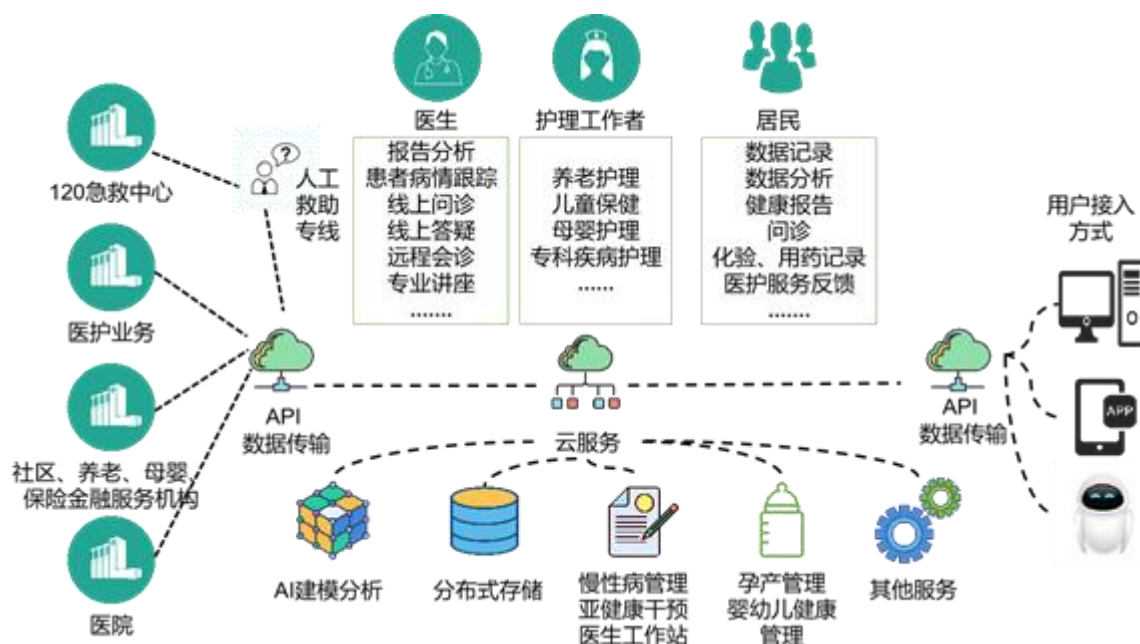 医生
护理工作者
居民
报告分析
患者病情跟踪
线上问诊
线上答疑
远程会诊
专业讲座
.......
养老护理
儿童保健
母婴护理
专科疾病护理
......
数据记录
数据分析
健康报告
问诊
化验、用药记录
医护服务反馈
.......
120急救中心
?
人工
救助
专线
医护业务
社区、养老、母婴、
保险金融服务机构
医院
API
数据传输
云服务
API
数据传输
用户接入
方式
APP
AI建模分析
分布式存储
慢性病管理
亚健康干预
医生工作站
孕产管理
婴幼儿健康
管理
其他服务